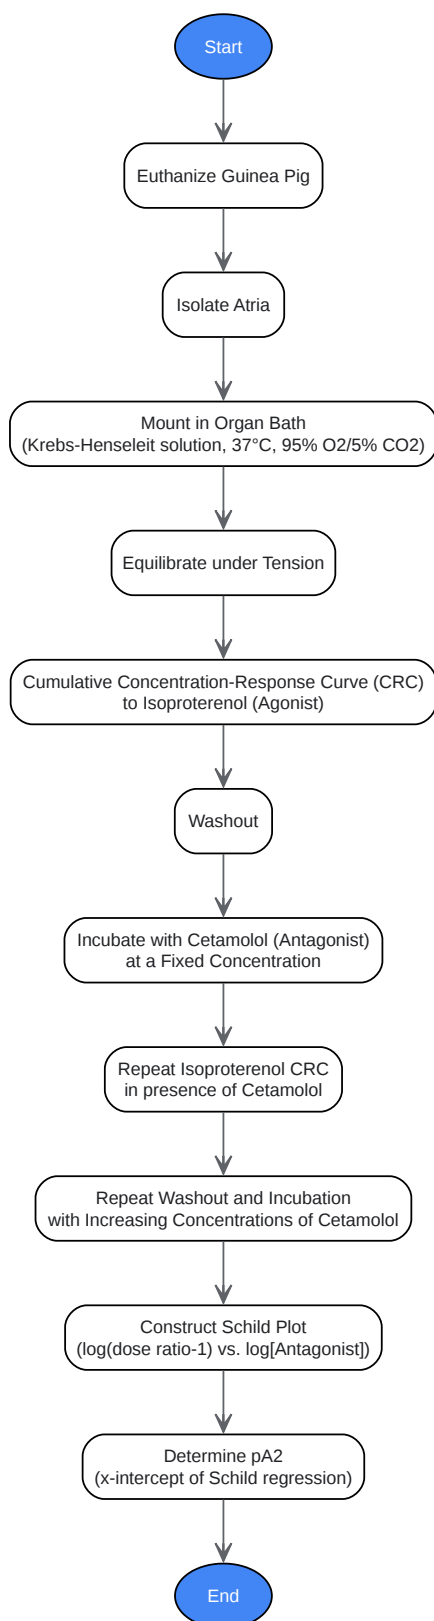 Start
Euthanize Guinea Pig
Isolate Atria
Mount in Organ Bath
(Krebs-Henseleit solution, 37°C, 95% O2/5% CO2)
Equilibrate under Tension
Cumulative Concentration-Response Curve (CRC)
to Isoproterenol (Agonist)
Washout
Incubate with Cetamolol (Antagonist)
at a Fixed Concentration
Repeat Isoproterenol CRC
in presence of Cetamolol
Repeat Washout and Incubation
with Increasing Concentrations of Cetamolol
Construct Schild Plot
(log(dose ratio-1) vs. log[Antagonist])
Determine pA2
(x-intercept of Schild regression)
End